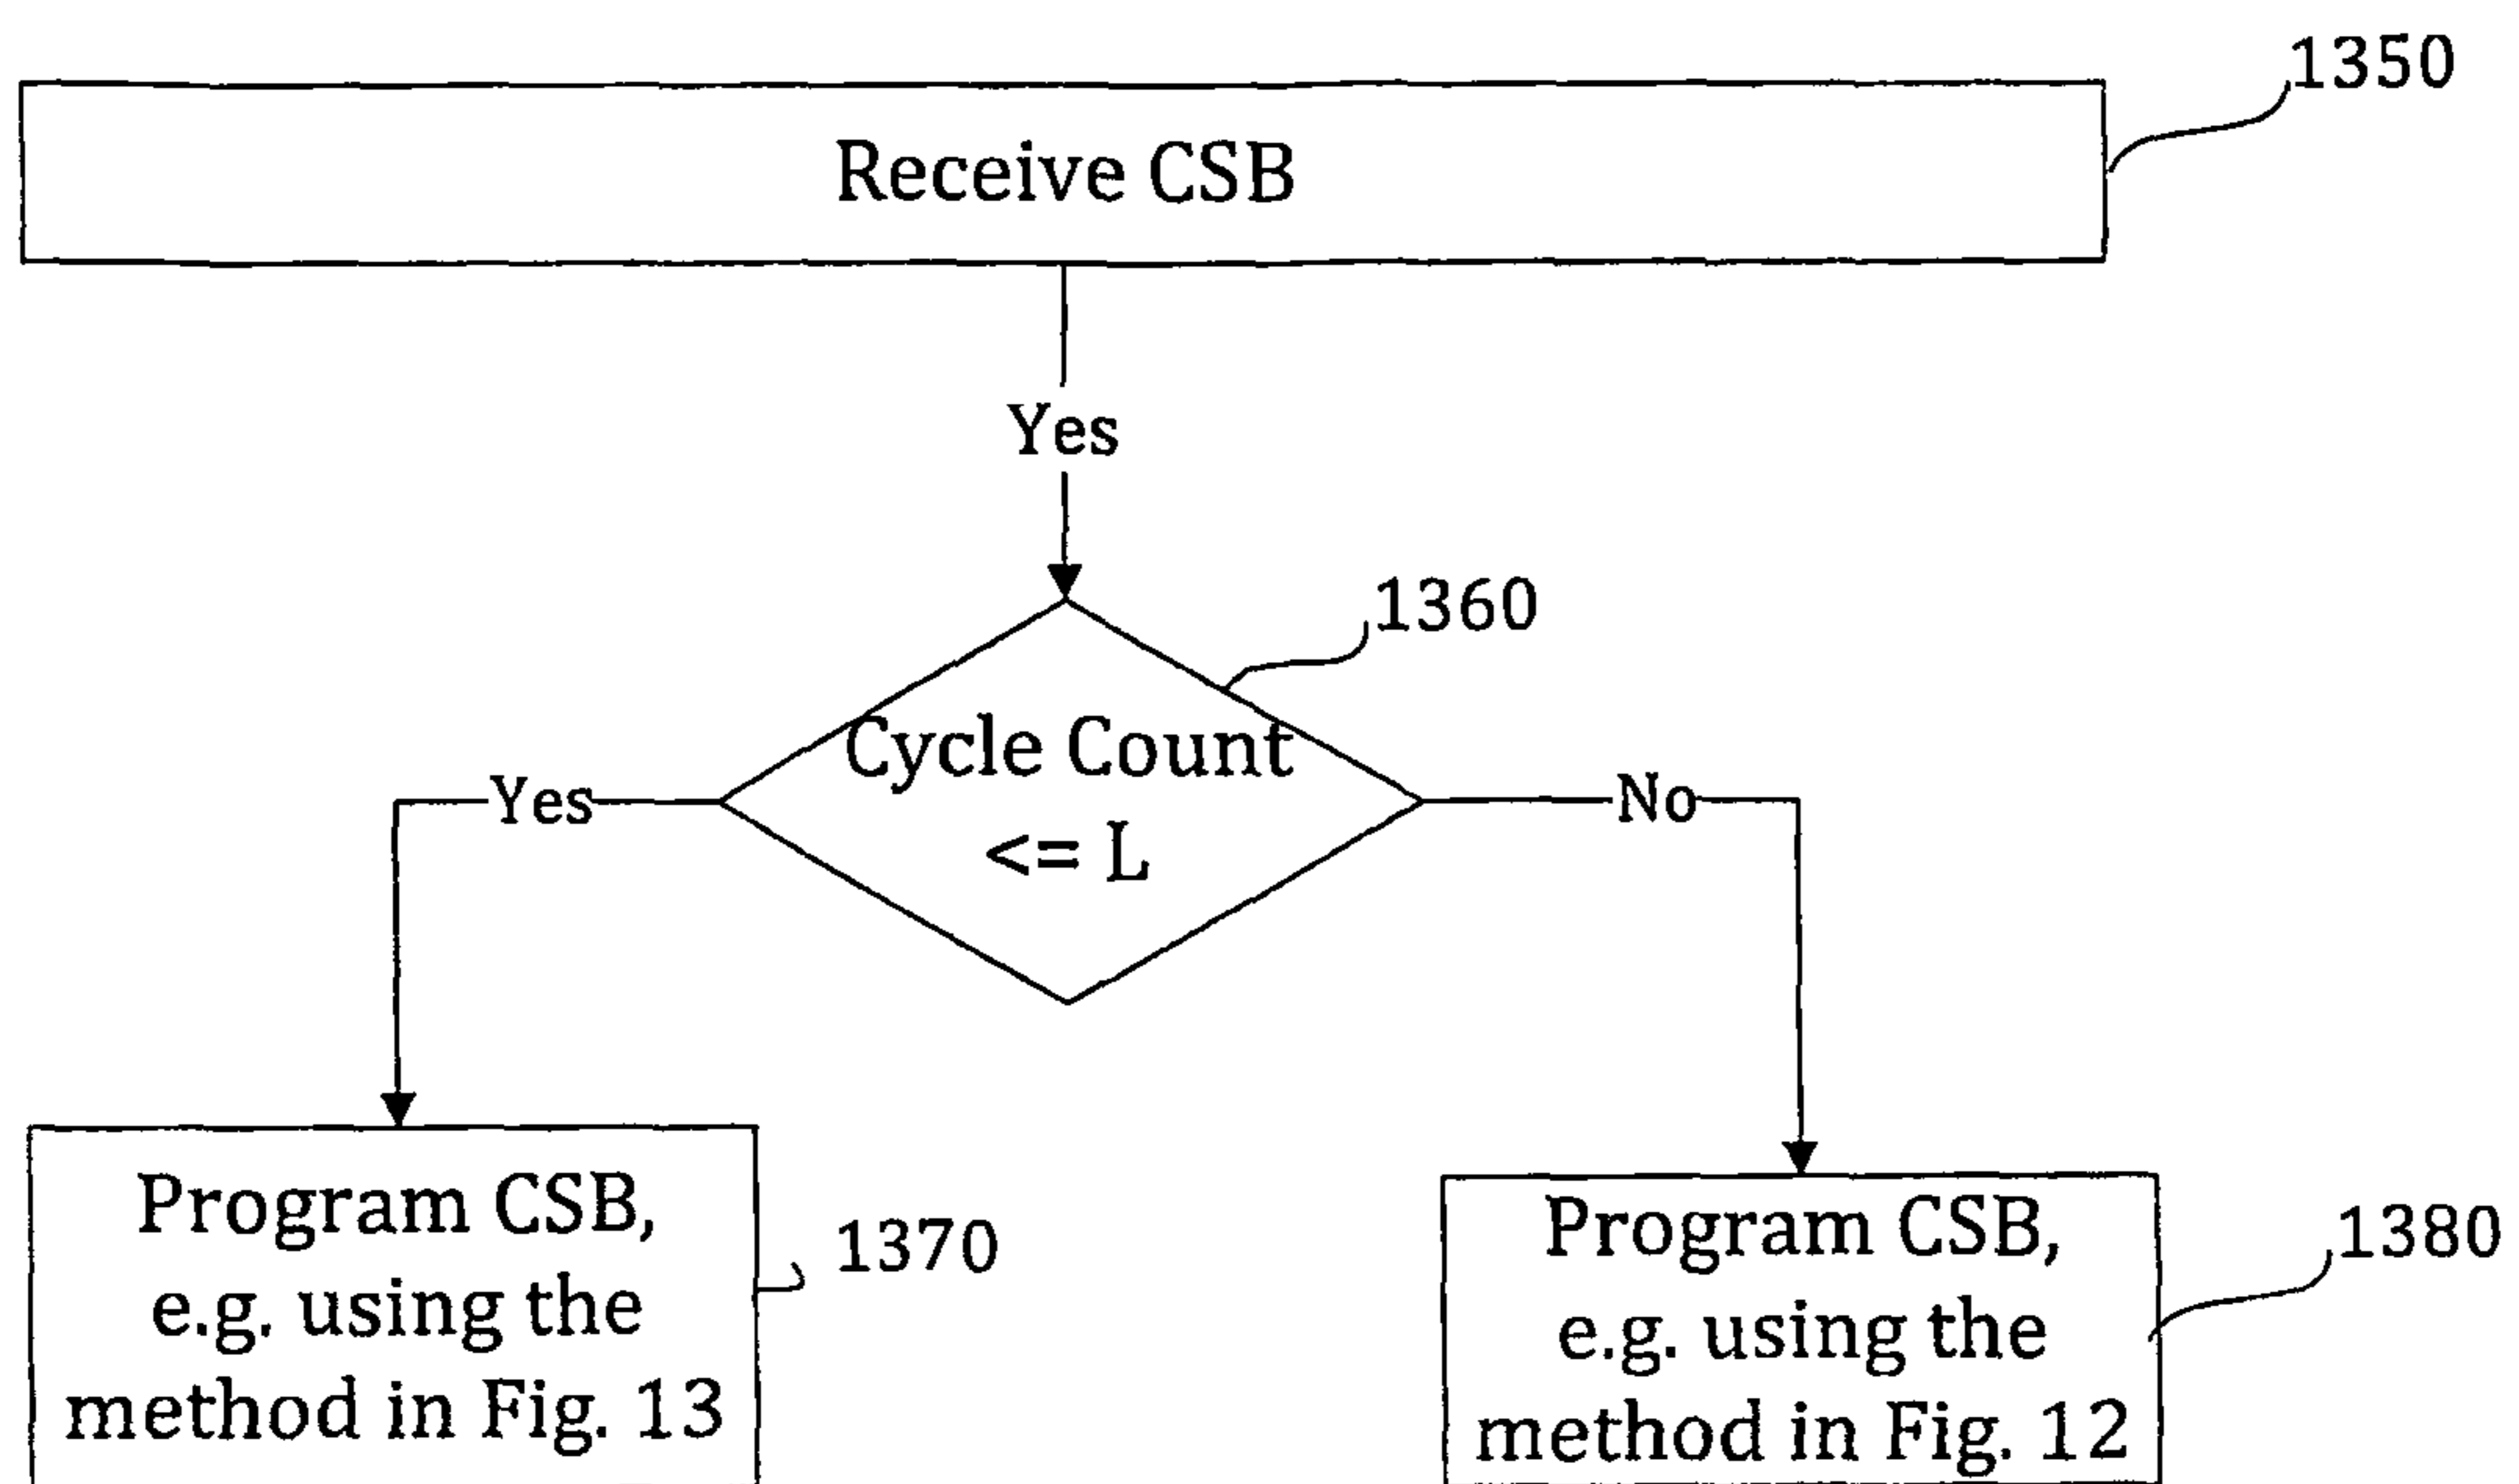 1350
Receive CSB
Yes
1360
Cycle Count
<= L
Yes
No
Program CSB,
e.g. using the
method in Fig. 13
1370
Program CSB,
e.g. using the
method in Fig. 12
1380